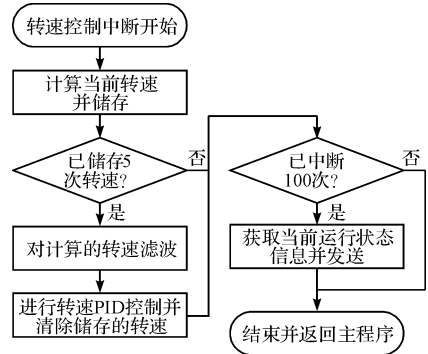 转速控制中断开始
计算当前转速
并储存
已储存5
次转速?
否
是
对计算的转速滤波
进行转速PID控制并
清除储存的转速
已中断
100次?
否
是
获取当前运行状态
信息并发送
结束并返回主程序